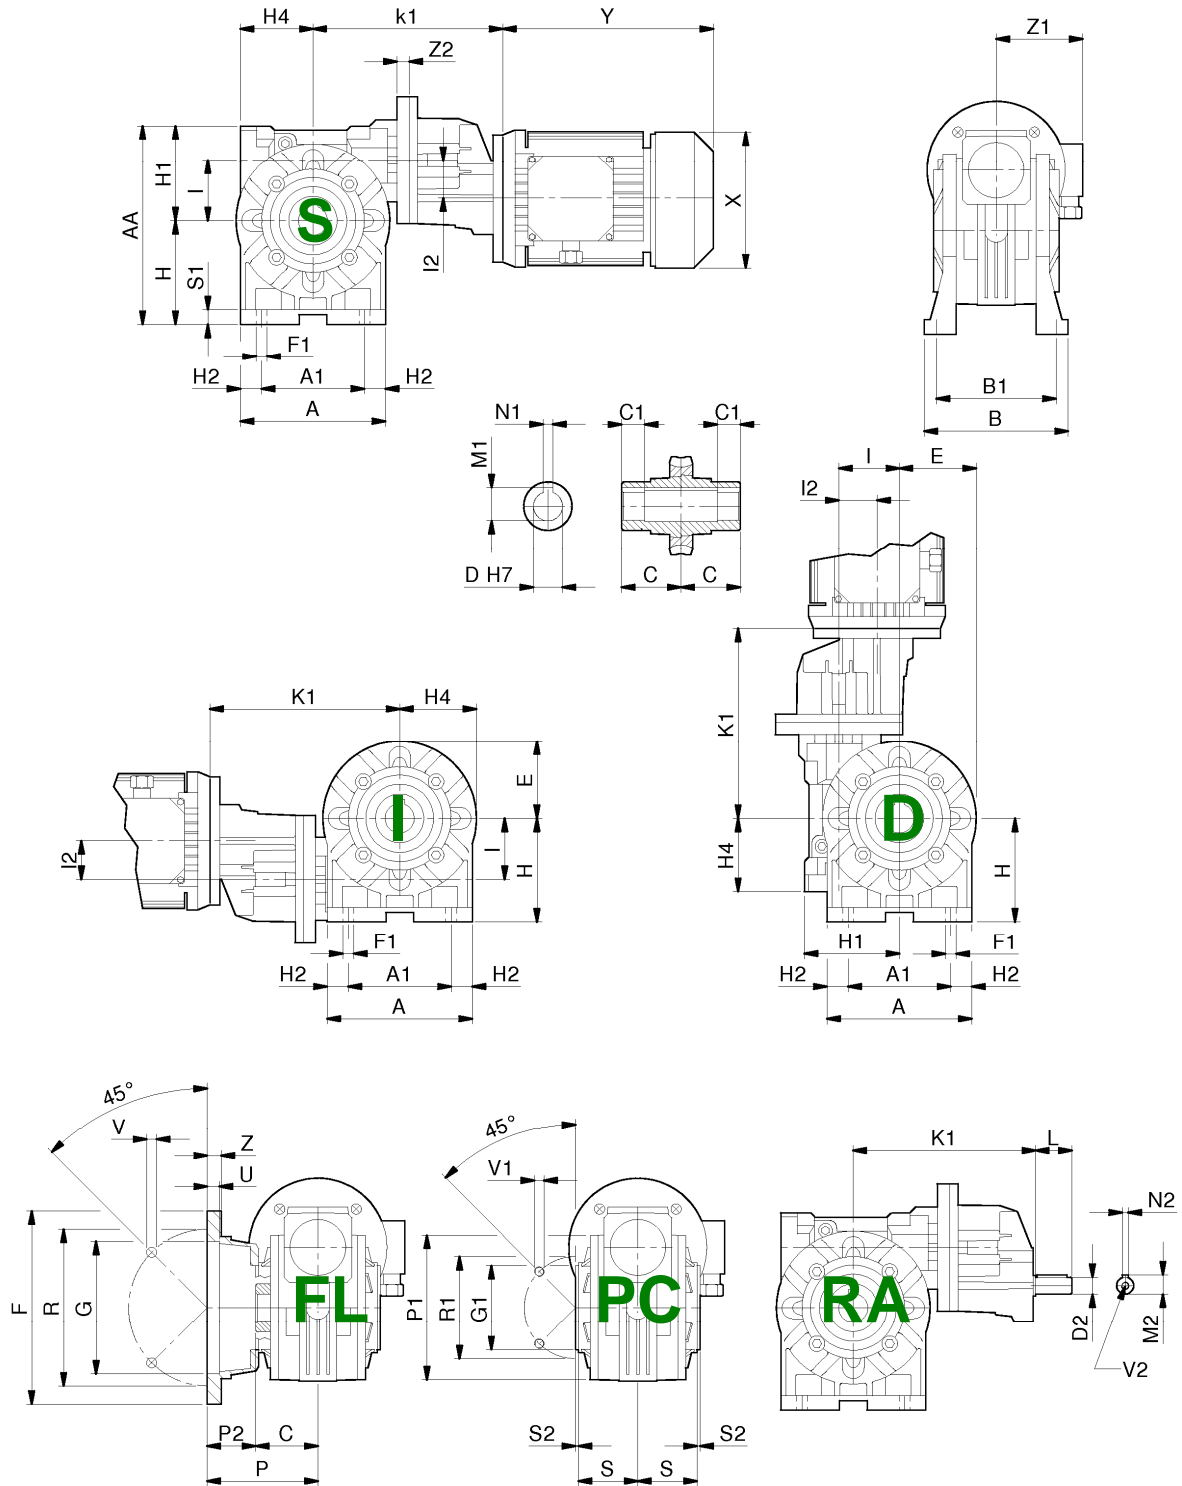 H4 k1 Y
Z2
Z1
AA H1 I
S
I2 X
H S1
F1
H2 A1 H2
A
B1
B
N1 C1 C1
M1
D H7 C C
I E
I2
K1 H4
K1
E
I
D
I2
I H
H4 H
F1
H2 A1 H2
A
H1 F1
H2 A1 H2
A
45°
V Z
U
F R G
FL
P2 C
P
45°
V1
P1 R1 G1
PC
S2 S2
S S
K1 L
N2
RA
D2 M2
V2